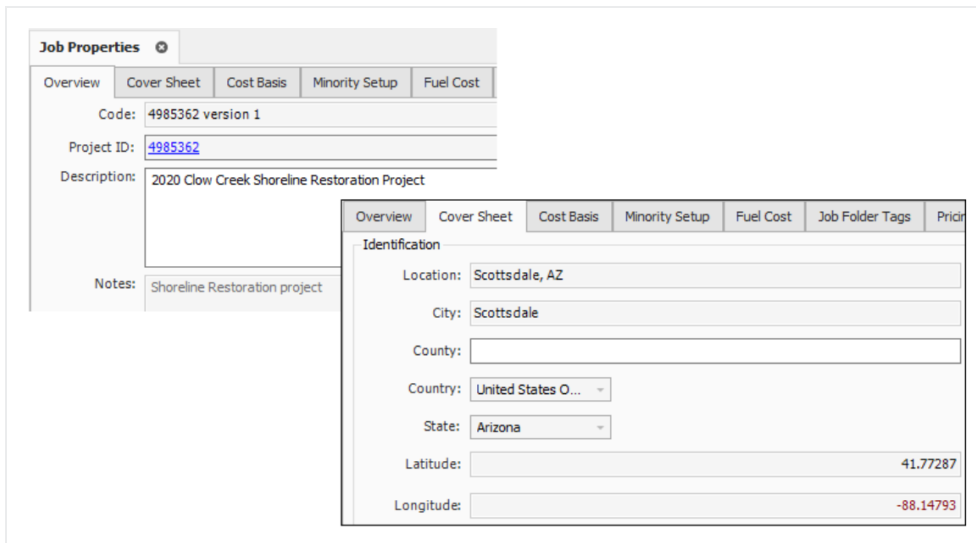 Job Properties
Overview Cover Sheet Cost Basis Minority Setup Fuel Cost
Code: 4985362 version 1
Project ID: 4985362
Description: 2020 Clow Creek Shoreline Restoration Project
Notes: Shoreline Restoration project
Overview Cover Sheet Cost Basis Minority Setup Fuel Cost Job Folder Tags Pricin
Identification
Location: Scottsdale, AZ
City: Scottsdale
County:
Country: United States O...
State: Arizona
Latitude: 41.77287
Longitude: -88.14793